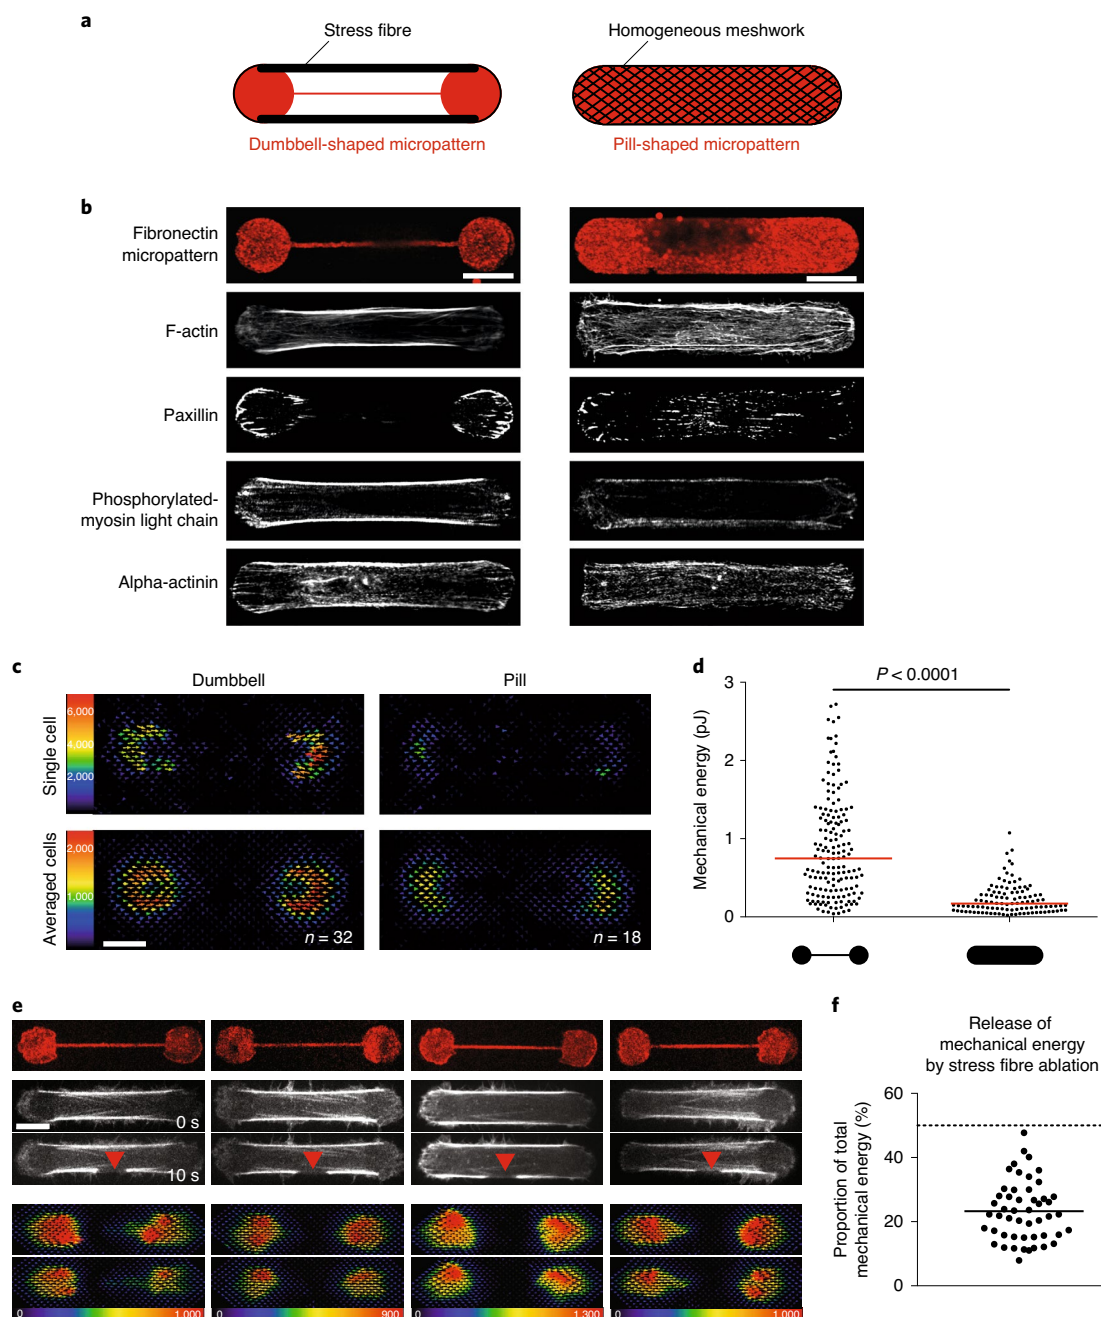 a
Stress fibre
Homogeneous meshwork
Dumbbell-shaped micropattern
Pill-shaped micropattern
b
Fibronectin
micropattern
F-actin
Paxillin
Phosphorylated-
myosin light chain
Alpha-actinin
c
Dumbbell
Pill
Single cell
6,000
4,000
2,000
Averaged cells
2,000
1,000
n = 32
n = 18
d
P < 0.0001
Mechanical energy (pJ)
3
2
1
0
e
0 s
10 s
0
1,000
0
900
0
1,300
0
1,000
f
Release of
mechanical energy
by stress fibre ablation
Proportion of total
mechanical energy (%)
60
40
20
0